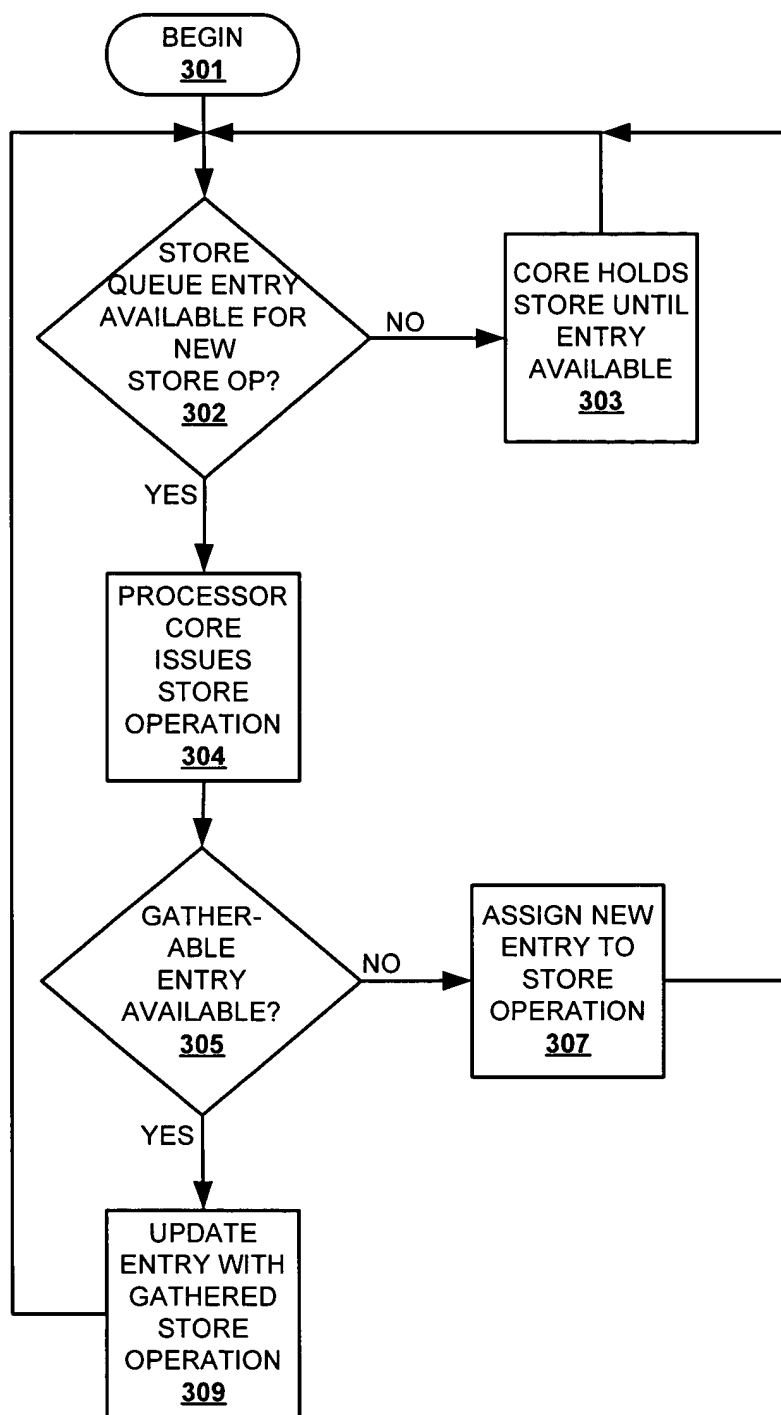 BEGIN
301
STORE
QUEUE ENTRY
AVAILABLE FOR
NEW
STORE OP?
302
NO
CORE HOLDS
STORE UNTIL
ENTRY
AVAILABLE
303
YES
PROCESSOR
CORE
ISSUES
STORE
OPERATION
304
GATHER-
ABLE
ENTRY
AVAILABLE?
305
NO
ASSIGN NEW
ENTRY TO
STORE
OPERATION
307
YES
UPDATE
ENTRY WITH
GATHERED
STORE
OPERATION
309